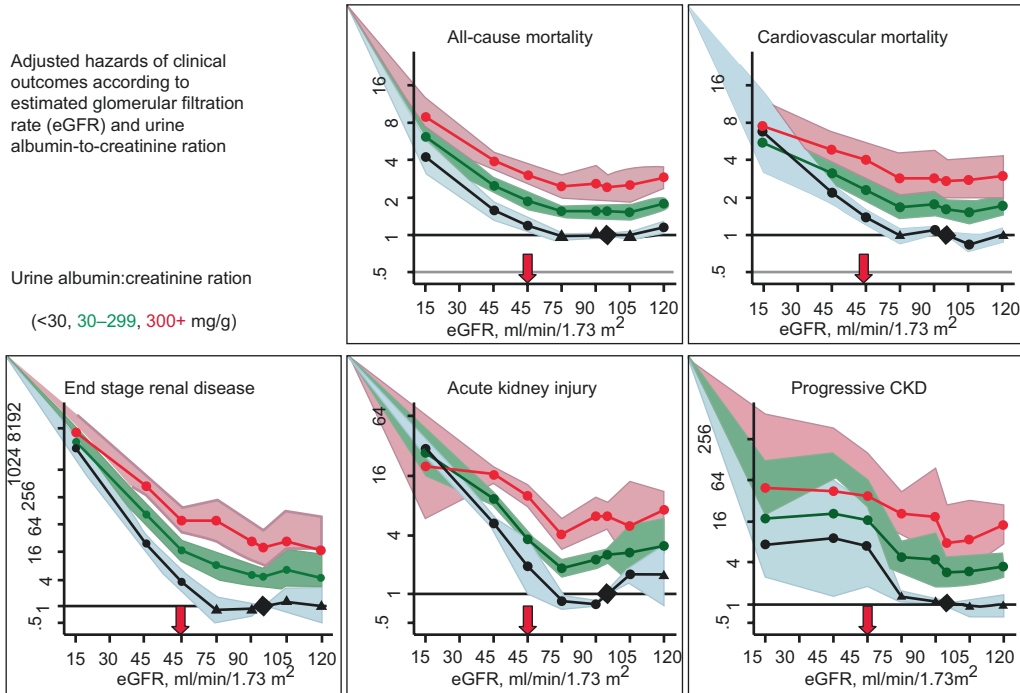 Adjusted hazards of clinical
outcomes according to
estimated glomerular filtration
rate (eGFR) and urine
albumin-to-creatinine ration
Urine albumin:creatinine ration
(<30, 30–299, 300+ mg/g)
All-cause mortality
16
8
4
2
1
.5
15 30 45 45 75 90 105 120
eGFR, ml/min/1.73 m²
Cardiovascular mortality
16
8
4
2
1
.5
15 30 45 45 75 90 105 120
eGFR, ml/min/1.73 m²
End stage renal disease
8192
1024
256
64
16
4
1
.5
15 30 45 45 75 90 105 120
eGFR, ml/min/1.73 m²
Acute kidney injury
64
16
4
1
.5
15 30 45 45 75 90 105 120
eGFR, ml/min/1.73 m²
Progressive CKD
256
64
16
4
1
.5
15 30 45 45 75 90 105 120
eGFR, ml/min/1.73m²